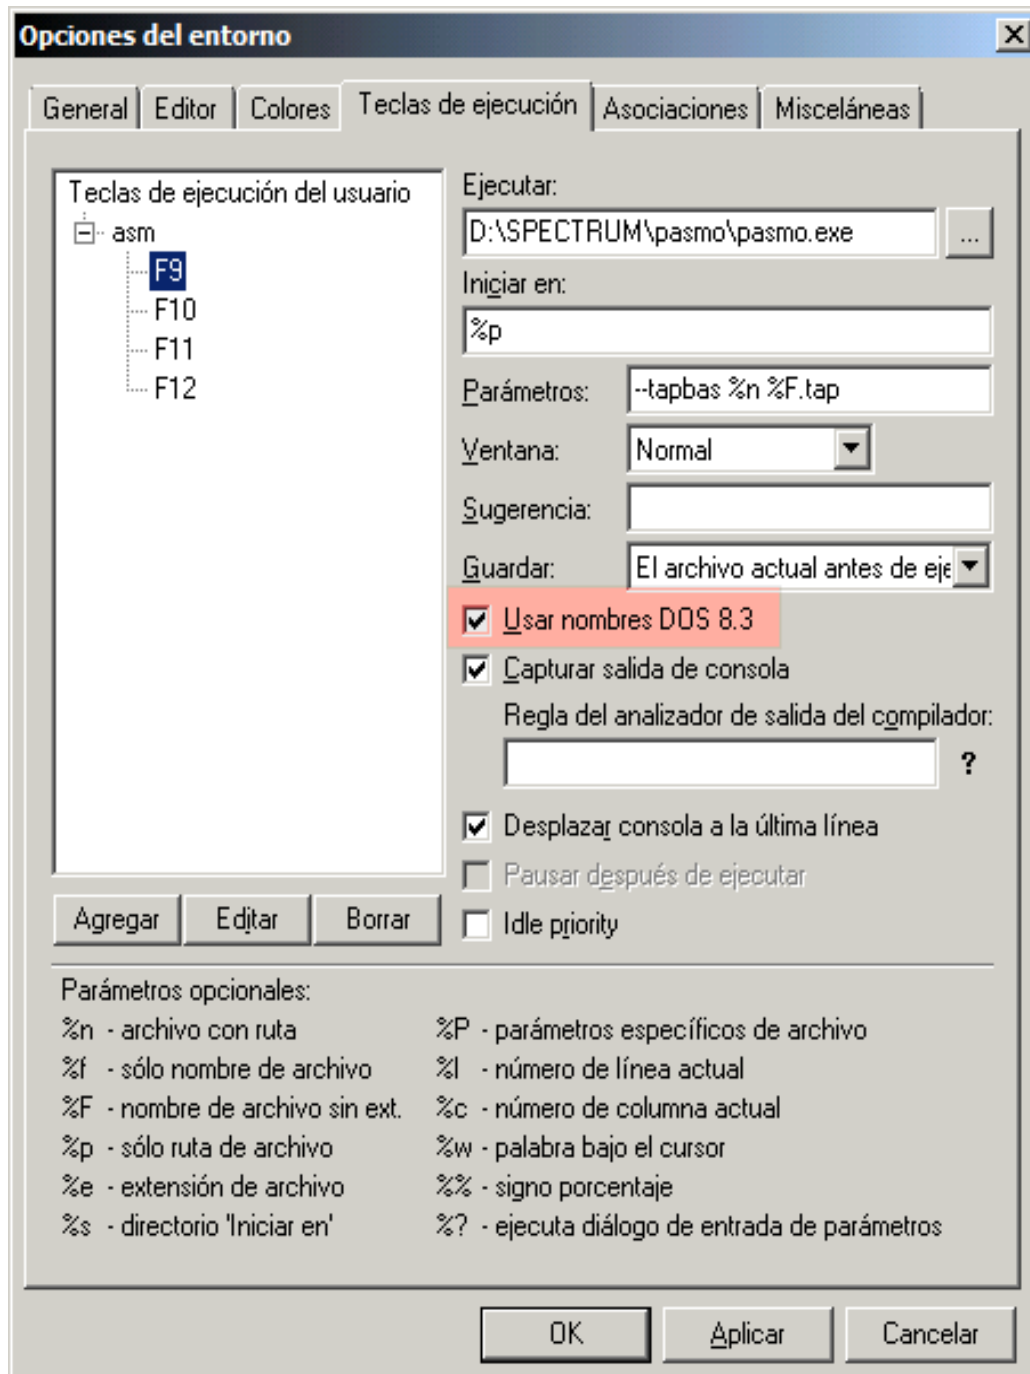 Opciones del entorno
General Editor Colores Teclas de ejecución Asociaciones Misceláneas
Teclas de ejecución del usuario
asm
F9
F10
F11
F12
Agregar Editar Borrar
Ejecutar:
D:\SPECTRUM\pasmo\pasmo.exe ...
Iniciar en:
%p
Parámetros: --tapbas %n %F.tap
Ventana: Normal
Sugerencia:
Guardar: El archivo actual antes de eje
Usar nombres DOS 8.3
Capturar salida de consola
Regla del analizador de salida del compilador:
?
Desplazar consola a la última línea
Pausar después de ejecutar
Idle priority
Parámetros opcionales:
%n - archivo con ruta %P - parámetros específicos de archivo
%f - sólo nombre de archivo %l - número de línea actual
%F - nombre de archivo sin ext. %c - número de columna actual
%p - sólo ruta de archivo %w - palabra bajo el cursor
%e - extensión de archivo %% - signo porcentaje
%s - directorio 'Iniciar en' %? - ejecuta diálogo de entrada de parámetros
OK Aplicar Cancelar